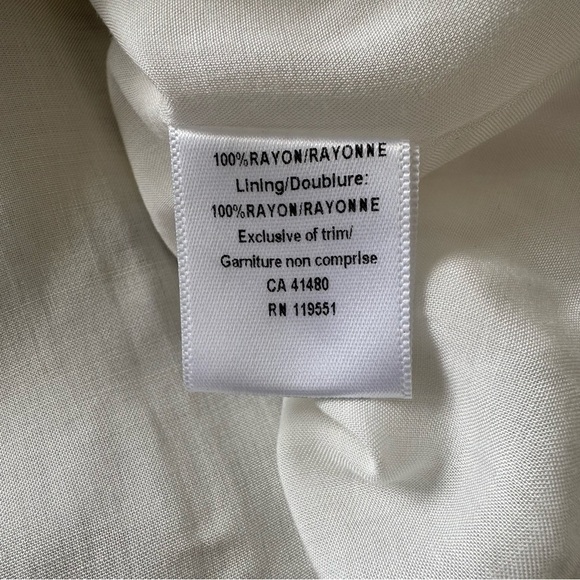 100%RAYON/RAYONNE
Lining/Doublure:
100%RAYON/RAYONNE
Exclusive of trim/
Garniture non comprise
CA 41480
RN 119551